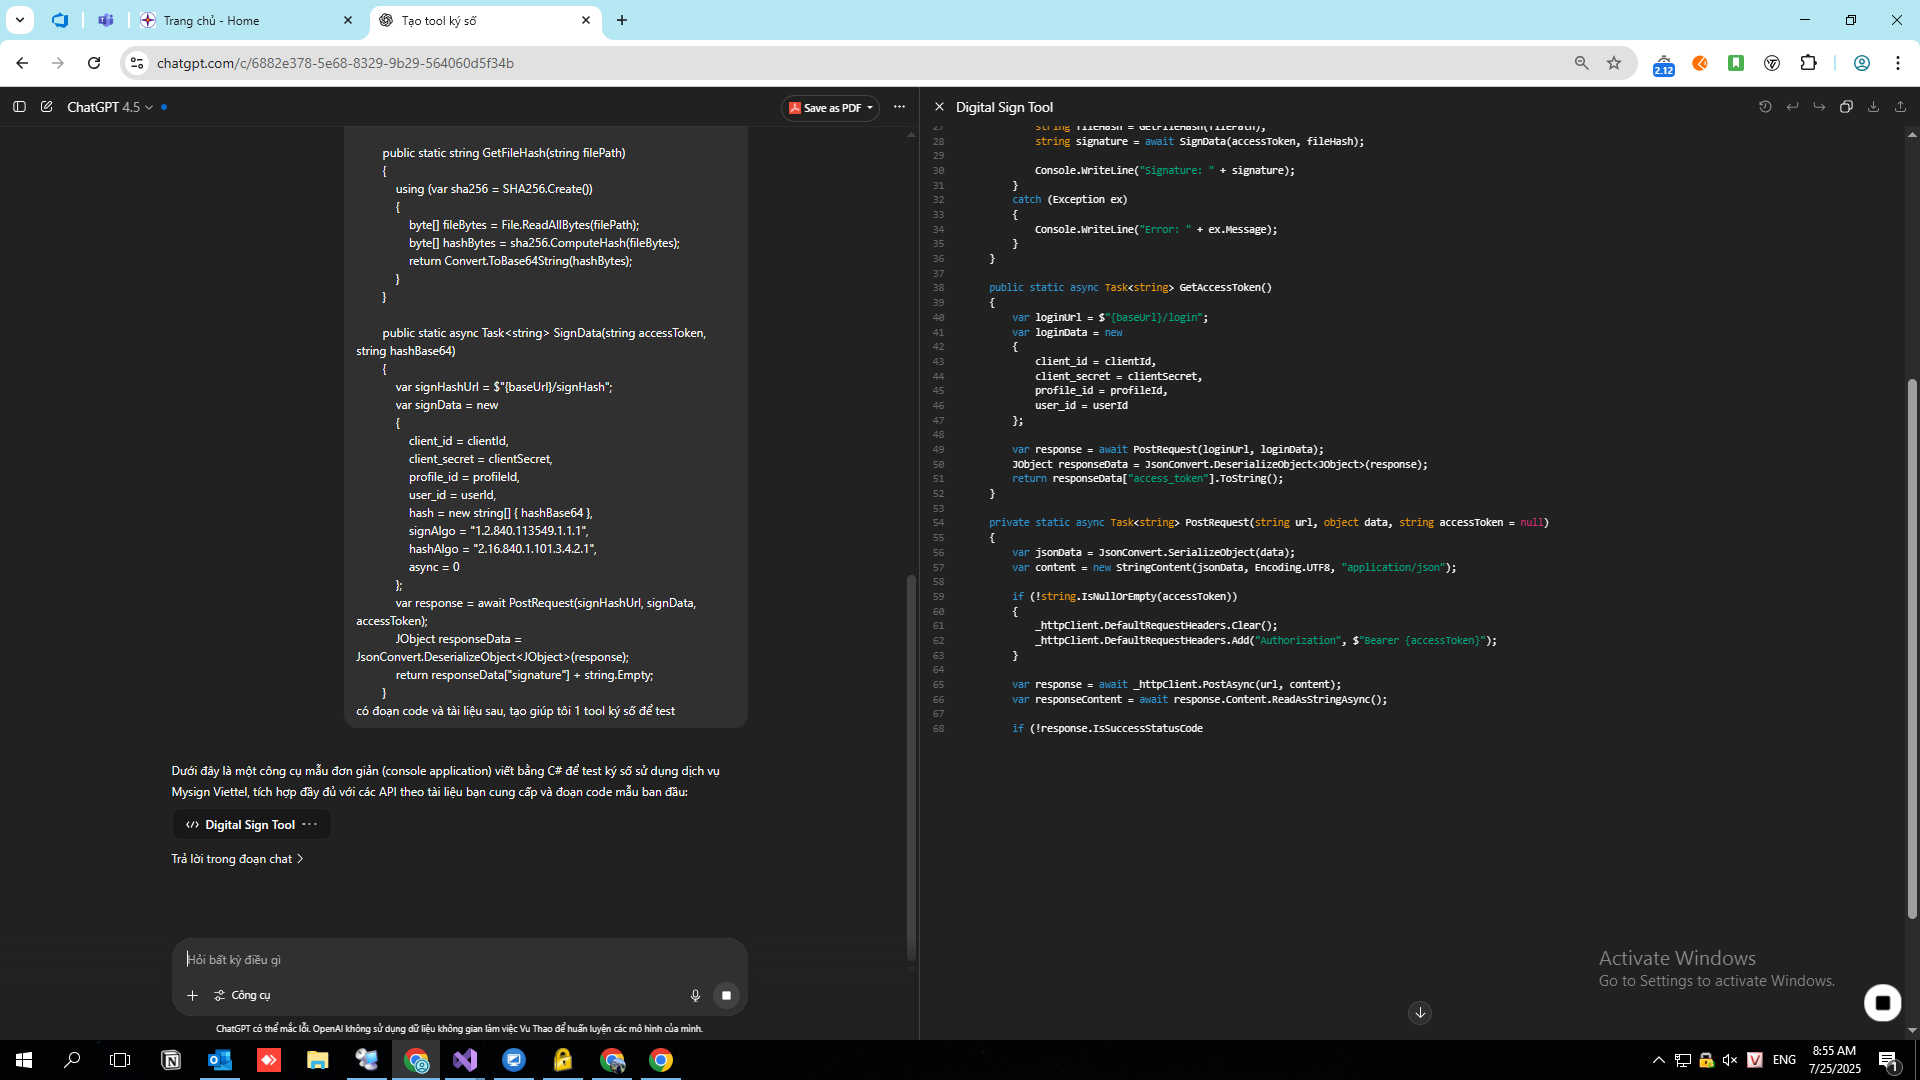 Trang chủ - Home
Tạo tool ký số
chatgpt.com/c/6882e378-5e68-8329-9b29-564060d5f34b
2.12
ChatGPT 4.5
Save as PDF
public static string GetFileHash(string filePath)
{
using (var sha256 = SHA256.Create())
{
byte[] fileBytes = File.ReadAllBytes(filePath);
byte[] hashBytes = sha256.ComputeHash(fileBytes);
return Convert.ToBase64String(hashBytes);
}
}
public static async Task<string> SignData(string accessToken,
string hashBase64)
{
var signHashUrl = $"{baseUrl}/signHash";
var signData = new
{
client_id = clientId,
client_secret = clientSecret,
profile_id = profileId,
user_id = userId,
hash = new string[] { hashBase64 },
signAlgo = "1.2.840.113549.1.1.1",
hashAlgo = "2.16.840.1.101.3.4.2.1",
async = 0
};
var response = await PostRequest(signHashUrl, signData,
accessToken);
JObject responseData =
JsonConvert.DeserializeObject<JObject>(response);
return responseData["signature"] + string.Empty;
}
có đoạn code và tài liệu sau, tạo giúp tôi 1 tool ký số để test
Dưới đây là một công cụ mẫu đơn giản (console application) viết bằng C# để test ký số sử dụng dịch vụ
Mysign Viettel, tích hợp đầy đủ với các API theo tài liệu bạn cung cấp và đoạn code mẫu ban đầu:
Digital Sign Tool
Trả lời trong đoạn chat
Hỏi bất kỳ điều gì
Công cụ
ChatGPT có thể mắc lỗi. OpenAI không sử dụng dữ liệu không gian làm việc Vu Thao để huấn luyện các mô hình của mình.
Digital Sign Tool
27 string fileHash = GetFileHash(filePath);
28 string signature = await SignData(accessToken, fileHash);
29
30 Console.WriteLine("Signature: " + signature);
31 }
32 catch (Exception ex)
33 {
34 Console.WriteLine("Error: " + ex.Message);
35 }
36 }
37
38 public static async Task<string> GetAccessToken()
39 {
40 var loginUrl = $"{baseUrl}/login";
41 var loginData = new
42 {
43 client_id = clientId,
44 client_secret = clientSecret,
45 profile_id = profileId,
46 user_id = userId
47 };
48
49 var response = await PostRequest(loginUrl, loginData);
50 JObject responseData = JsonConvert.DeserializeObject<JObject>(response);
51 return responseData["access_token"].ToString();
52 }
53
54 private static async Task<string> PostRequest(string url, object data, string accessToken = null)
55 {
56 var jsonData = JsonConvert.SerializeObject(data);
57 var content = new StringContent(jsonData, Encoding.UTF8, "application/json");
58
59 if (!string.IsNullOrEmpty(accessToken))
60 {
61 _httpClient.DefaultRequestHeaders.Clear();
62 _httpClient.DefaultRequestHeaders.Add("Authorization", $"Bearer {accessToken}");
63 }
64
65 var response = await _httpClient.PostAsync(url, content);
66 var responseContent = await response.Content.ReadAsStringAsync();
67
68 if (!response.IsSuccessStatusCode
Activate Windows
Go to Settings to activate Windows.
ENG
8:55 AM
7/25/2025
1